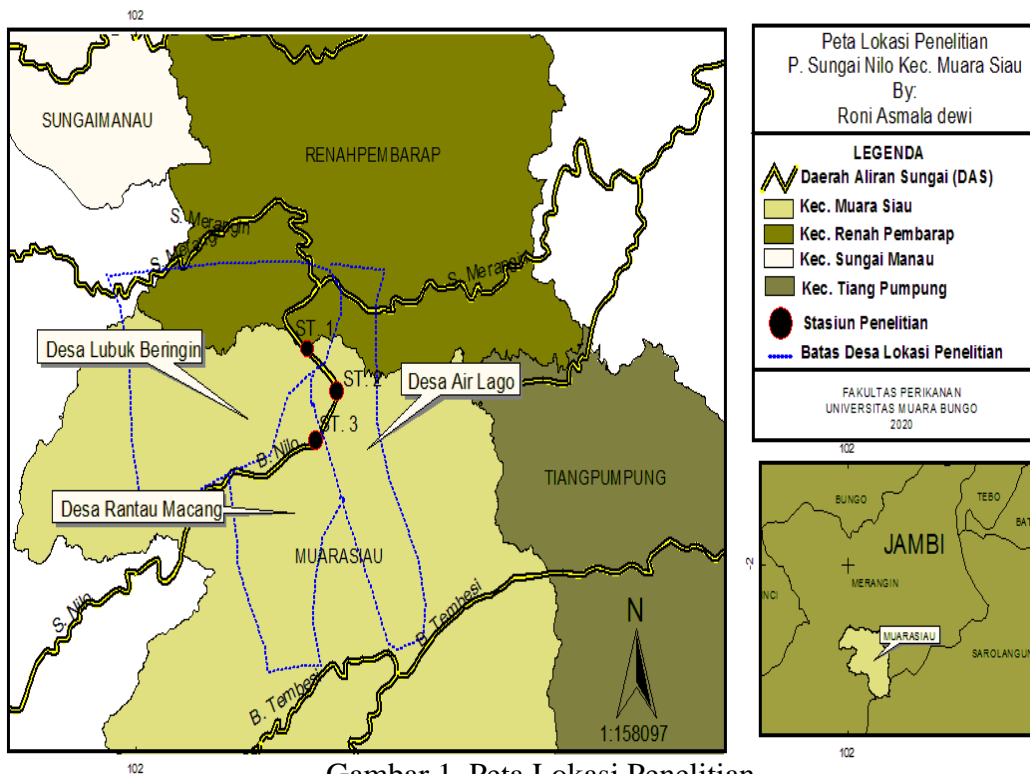 102
SUNGAIMANAU
RENAHPEMBARAP
S. Merangin
S. Merangin
S. Merangin
ST. 1
Desa Lubuk Beringin
ST. 2
Desa Air Lago
ST. 3
B. Nilo
TIANGPUMPUNG
Desa Rantau Macang
MUARASIAU
S. Nilo
B. Tembesi
B. Tembesi
N
1:158097
102
Peta Lokasi Penelitian
P. Sungai Nilo Kec. Muara Siau
By:
Roni Asmala dewi
LEGENDA
Daerah Aliran Sungai (DAS)
Kec. Muara Siau
Kec. Renah Pembarap
Kec. Sungai Manau
Kec. Tiang Pumpung
Stasiun Penelitian
Batas Desa Lokasi Penelitian
FAKULTAS PERIKANAN
UNIVERSITAS MUARA BUNGO
2020
102
BUNGO
TEBO
BAT
JAMBI
-2
MERANGIN
INCI
MUARASIAU
SAROLANGUN
102
Gambar 1. Peta Lokasi Penelitian